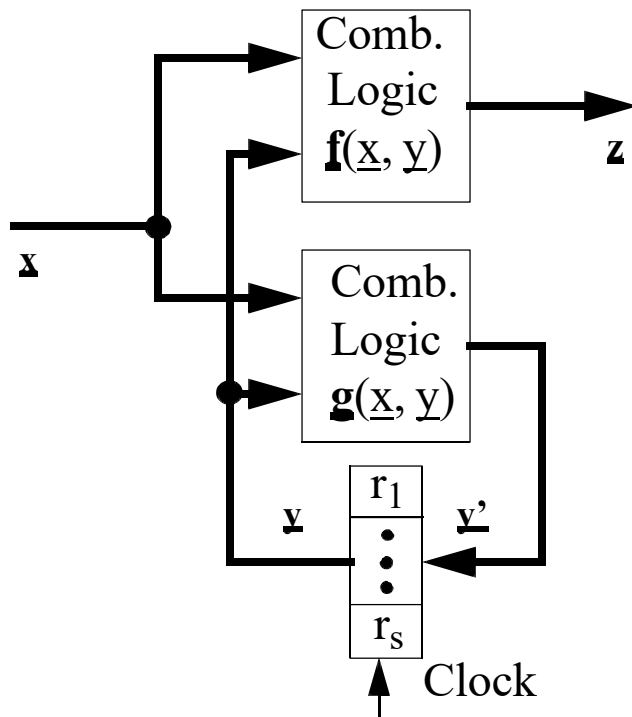 Comb.
Logic
f(x, y)
z
x
Comb.
Logic
g(x, y)
r1
y
y’
rs
Clock